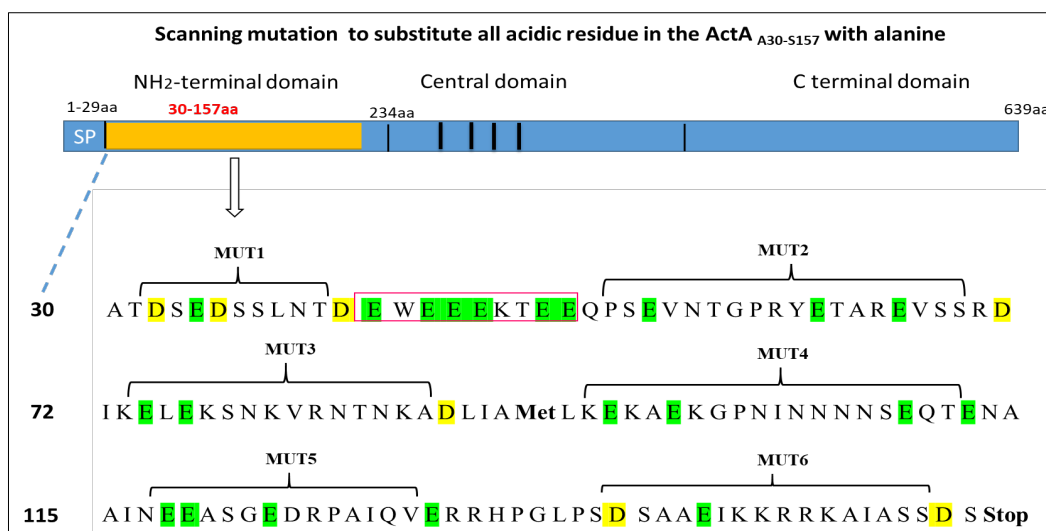 Scanning mutation to substitute all acidic residue in the ActA A30-S157 with alanine
NH2-terminal domain Central domain C terminal domain
1-29aa 30-157aa 234aa 639aa
SP
MUT1 MUT2
30 A T D S E D S S L N T D E W E E E K T E E Q P S E V N T G P R Y E T A R E V S S R D
MUT3 MUT4
72 I K E L E K S N K V R N T N K A D L I A Met L K E K A E K G P N I N N N N S E Q T E N A
MUT5 MUT6
115 A I N E E A S G E D R P A I Q V E R R H P G L P S D S A A E I K K R R K A I A S S D S Stop